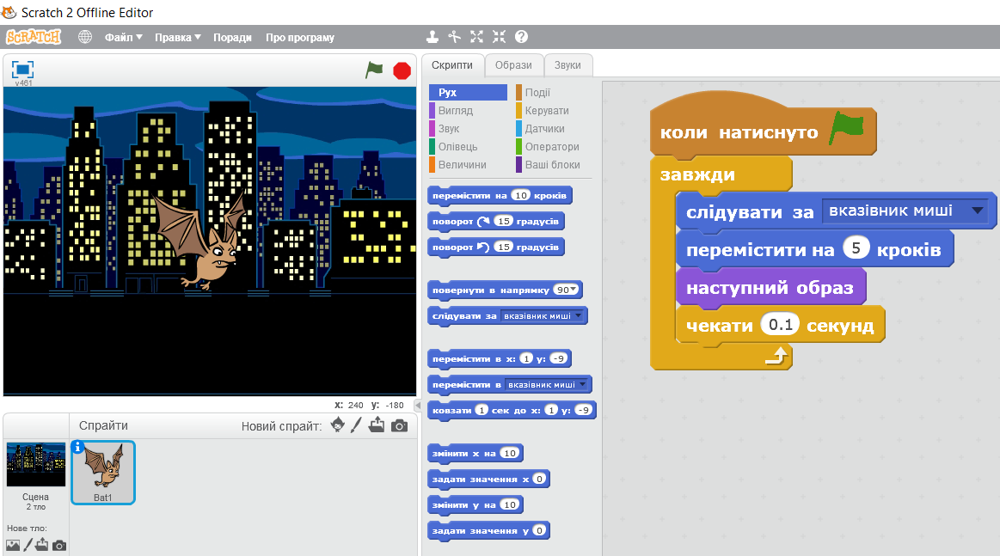 Scratch 2 Offline Editor
SCRATCH
Файл Правка Поради Про програму
v461
Скрипти Образи Звуки
Рух Події
Вигляд Керувати
Звук Датчики
Олівець Оператори
Величини Ваші блоки
перемістити на 10 кроків
поворот 15 градусів
поворот 15 градусів
повернути в напрямку 90
слідувати за вказівник миші
перемістити в x: 1 y: -9
перемістити в вказівник миші
ковзати 1 сек до x: 1 y: -9
змінити x на 10
задати значення x 0
змінити y на 10
задати значення y 0
коли натиснуто
завжди
слідувати за вказівник миші
перемістити на 5 кроків
наступний образ
чекати 0.1 секунд
x: 240 y: -180
Спрайти Новий спрайт:
Сцена
2 тло
Bat1
Нове тло: